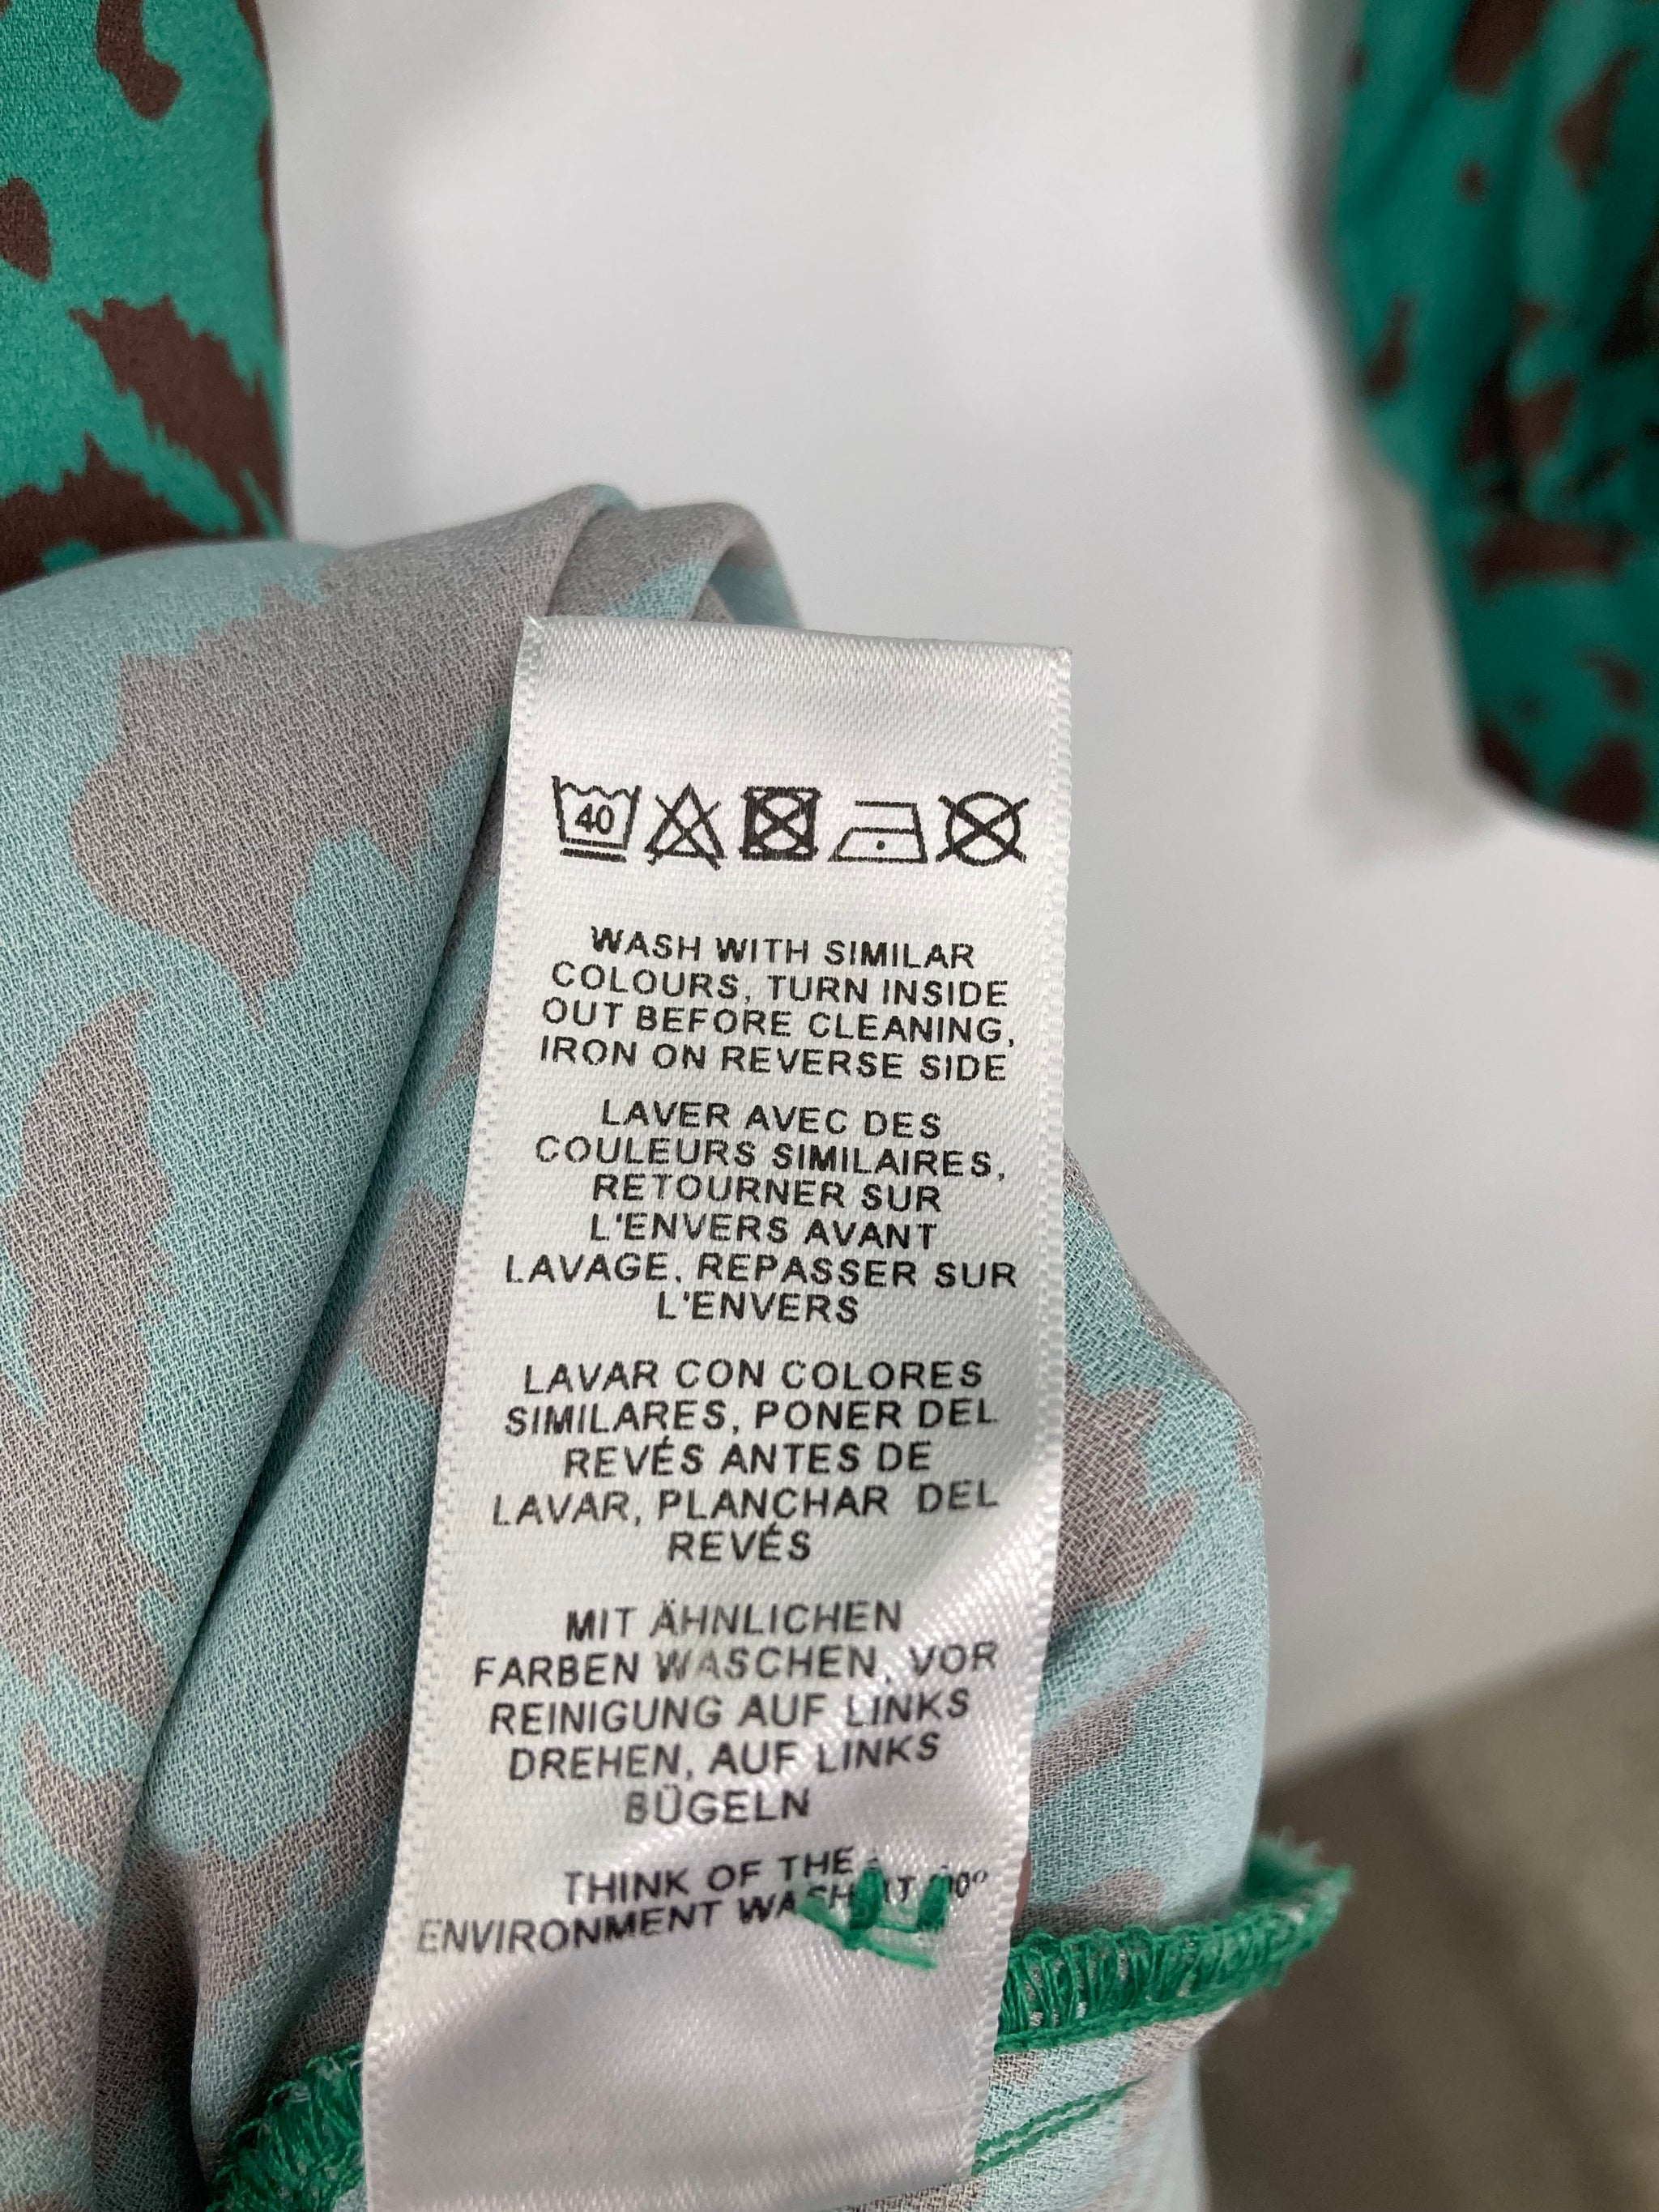 40
WASH WITH SIMILAR
COLOURS, TURN INSIDE
OUT BEFORE CLEANING,
IRON ON REVERSE SIDE
LAVER AVEC DES
COULEURS SIMILAIRES,
RETOURNER SUR
L'ENVERS AVANT
LAVAGE, REPASSER SUR
L'ENVERS
LAVAR CON COLORES
SIMILARES, PONER DEL
REVÉS ANTES DE
LAVAR, PLANCHAR DEL
REVÉS
MIT ÄHNLICHEN
FARBEN WASCHEN, VOR
REINIGUNG AUF LINKS
DREHEN, AUF LINKS
BÜGELN
THINK OF THE
ENVIRONMENT WASH AT